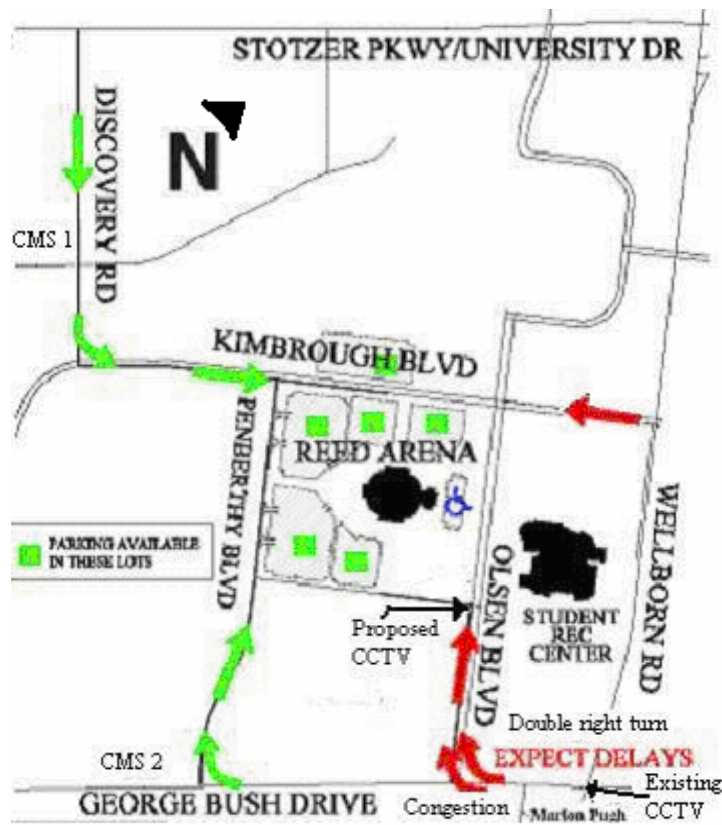 STOTZER PKWY/UNIVERSITY DR
DISCOVERY RD
N
CMS 1
KIMBROUGH BLVD
PENBERTHY BLVD
REED ARENA
WELLBORN RD
PARKING AVAILABLE
IN THESE LOTS
OLSEN BLVD
Proposed
CCTV
STUDENT
REC
CENTER
Double right turn
CMS 2
EXPECT DELAYS
GEORGE BUSH DRIVE
Congestion
Existing
CCTV
Marion Pugh